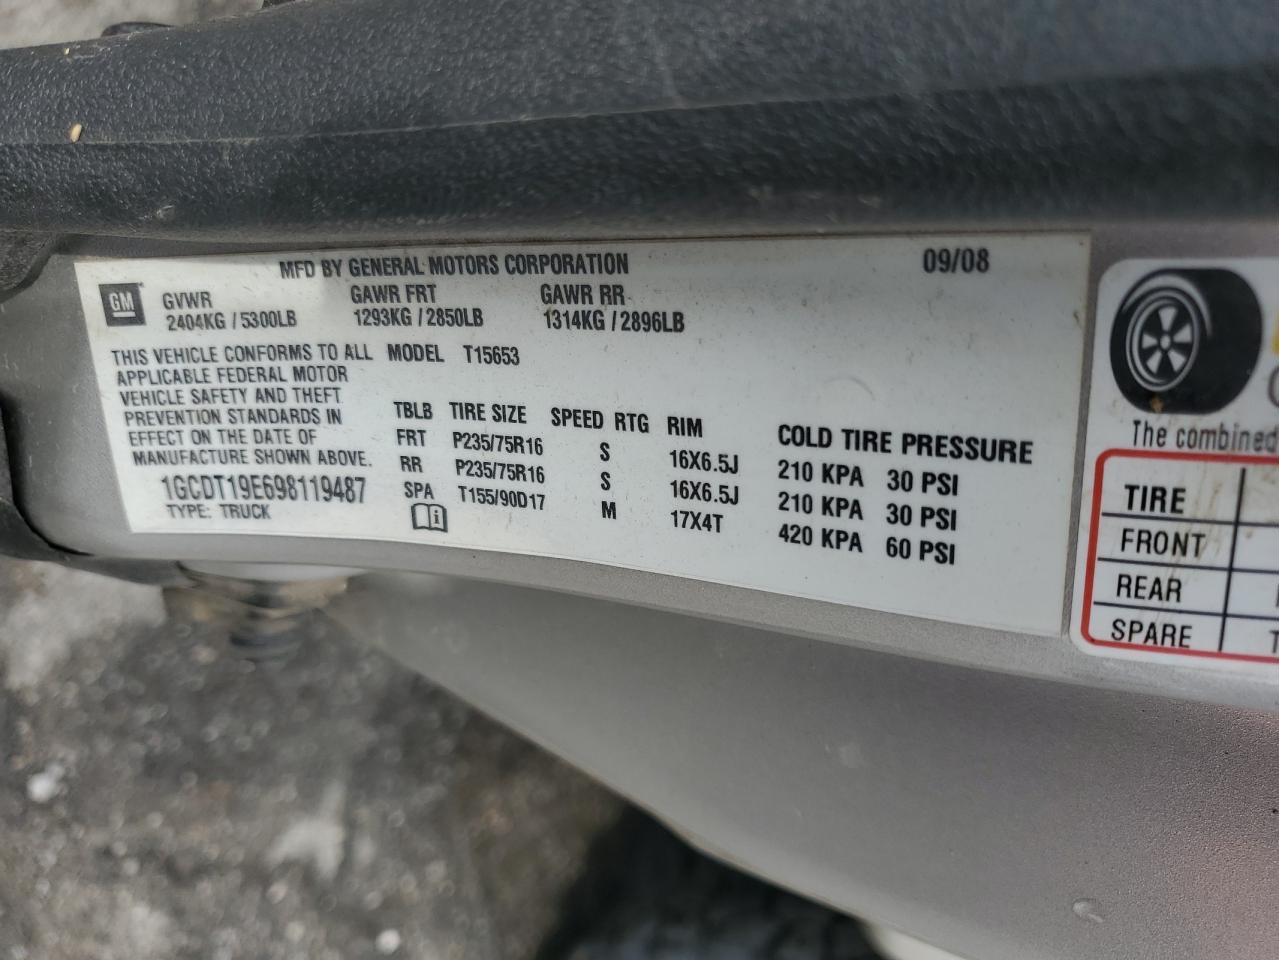 MFD BY GENERAL MOTORS CORPORATION 09/08
GM
GVWR GAWR FRT GAWR RR
2404KG / 5300LB 1293KG / 2850LB 1314KG / 2896LB
THIS VEHICLE CONFORMS TO ALL MODEL T15653
APPLICABLE FEDERAL MOTOR
VEHICLE SAFETY AND THEFT
PREVENTION STANDARDS IN
EFFECT ON THE DATE OF
MANUFACTURE SHOWN ABOVE.
1GCDT19E698119487
TYPE: TRUCK
TBLB TIRE SIZE SPEED RTG RIM COLD TIRE PRESSURE
FRT P235/75R16 S 16X6.5J 210 KPA 30 PSI
RR P235/75R16 S 16X6.5J 210 KPA 30 PSI
SPA T155/90D17 M 17X4T 420 KPA 60 PSI
The combined
TIRE
FRONT
REAR
SPARE T